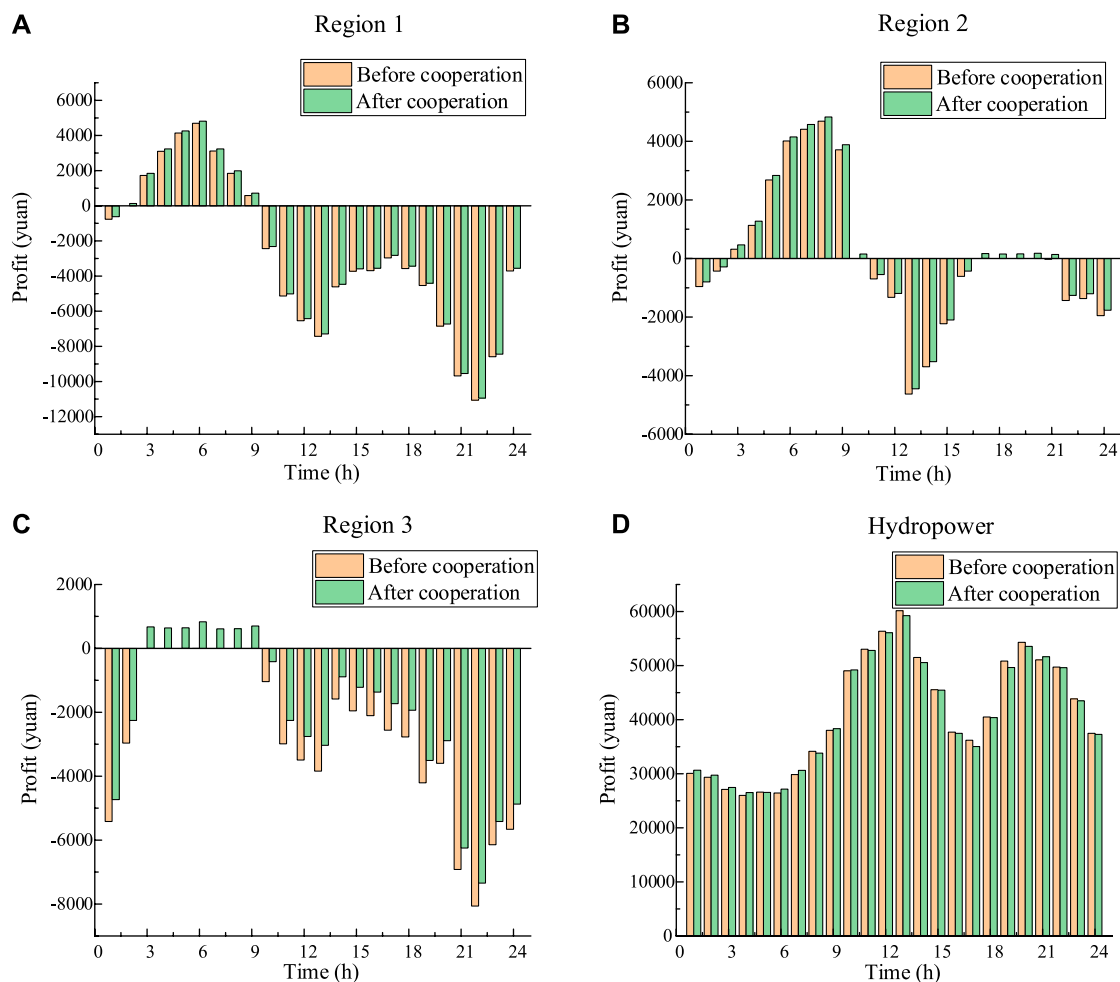 A
Region 1
Before cooperation
After cooperation
Profit (yuan)
6000
4000
2000
0
-2000
-4000
-6000
-8000
-10000
-12000
0 3 6 9 12 15 18 21 24
Time (h)
B
Region 2
Before cooperation
After cooperation
Profit (yuan)
6000
4000
2000
0
-2000
-4000
-6000
0 3 6 9 12 15 18 21 24
Time (h)
C
Region 3
Before cooperation
After cooperation
Profit (yuan)
2000
0
-2000
-4000
-6000
-8000
0 3 6 9 12 15 18 21 24
Time (h)
D
Hydropower
Before cooperation
After cooperation
Profit (yuan)
60000
50000
40000
30000
20000
10000
0
0 3 6 9 12 15 18 21 24
Time (h)